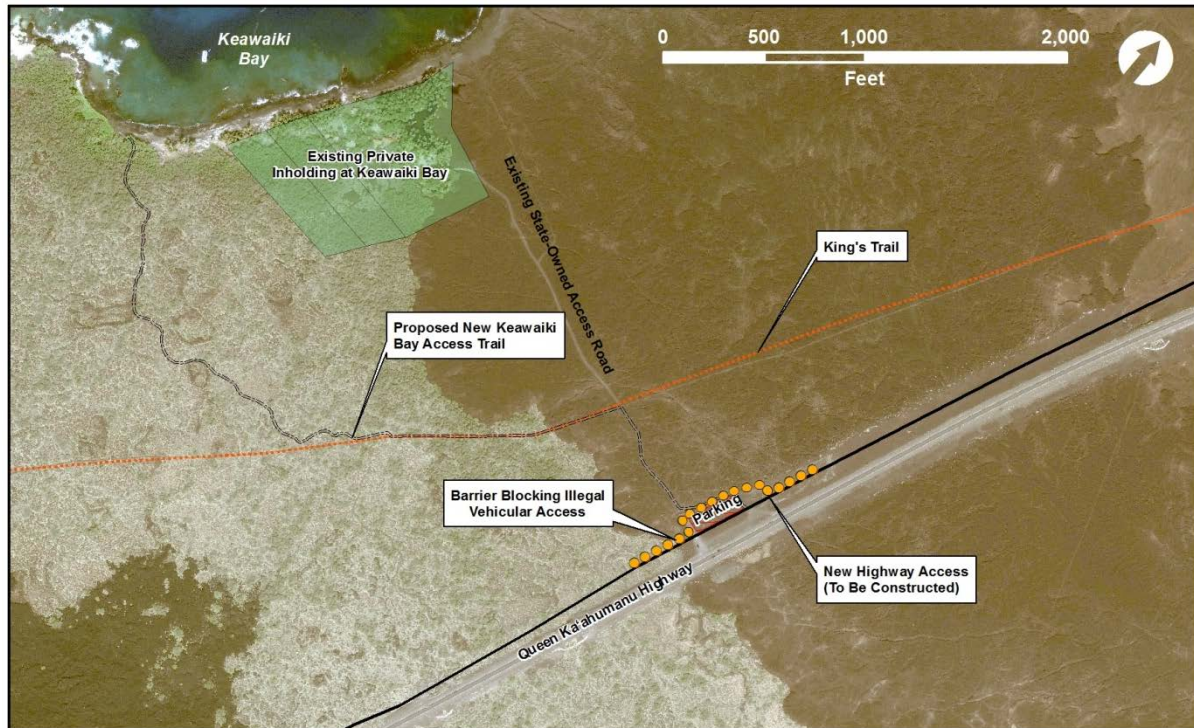 Keawaiki
Bay
0 500 1,000 2,000
Feet
Existing Private
Inholding at Keawaiki Bay
Existing State-Owned Access Road
King's Trail
Proposed New Keawaiki
Bay Access Trail
Barrier Blocking Illegal
Vehicular Access
Parking
New Highway Access
(To Be Constructed)
Queen Ka'ahumanu Highway